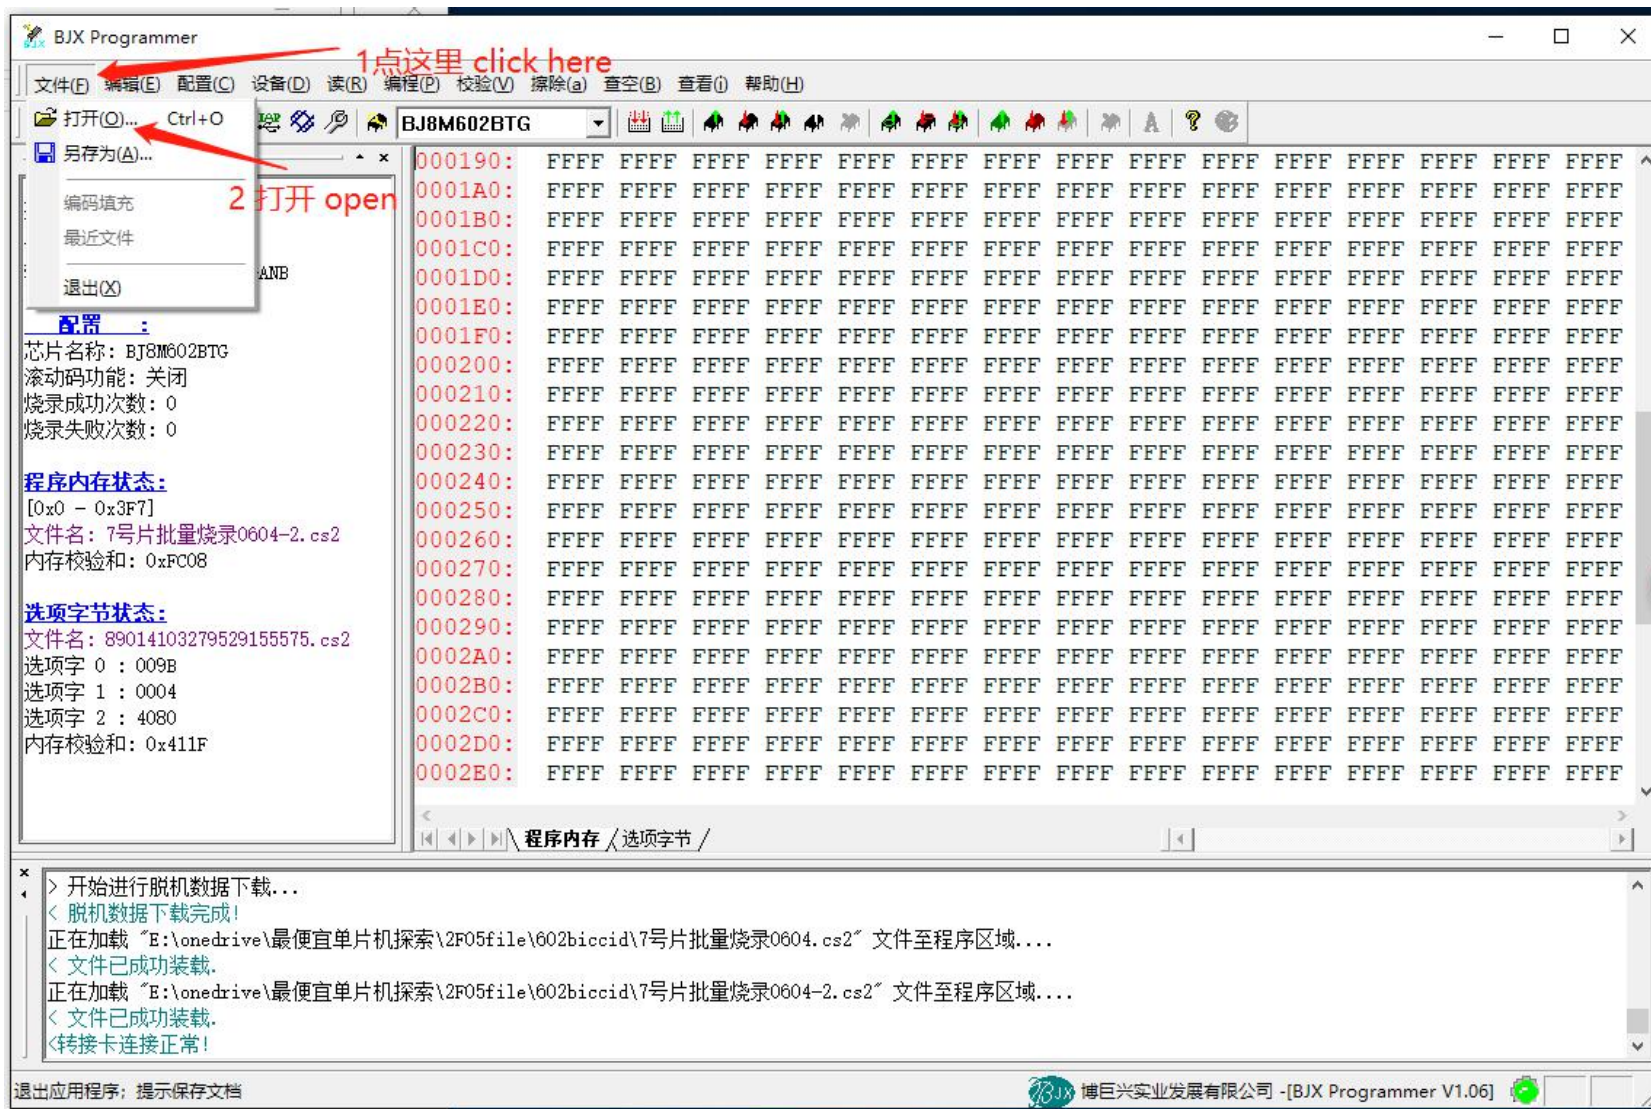 BJX Programmer
1点这里 click here
文件(F) 编辑(E) 配置(C) 设备(D) 读(R) 编程(P) 校验(V) 擦除(a) 查空(B) 查看(i) 帮助(H)
打开(O)... Ctrl+O
BJ8M602BTG
另存为(A)...
2 打开 open
编码填充
最近文件
退出(X)
ANB
配置 :
芯片名称: BJ8M602BTG
滚动码功能: 关闭
烧录成功次数: 0
烧录失败次数: 0
程序内存状态:
[0x0 - 0x3F7]
文件名: 7号片批量烧录0604-2.cs2
内存校验和: 0xFC08
选项字节状态:
文件名: 89014103279529155575.cs2
选项字 0 : 009B
选项字 1 : 0004
选项字 2 : 4080
内存校验和: 0x411F
000190: FFFF FFFF FFFF FFFF FFFF FFFF FFFF FFFF FFFF FFFF FFFF FFFF FFFF FFFF FFFF
0001A0: FFFF FFFF FFFF FFFF FFFF FFFF FFFF FFFF FFFF FFFF FFFF FFFF FFFF FFFF FFFF
0001B0: FFFF FFFF FFFF FFFF FFFF FFFF FFFF FFFF FFFF FFFF FFFF FFFF FFFF FFFF FFFF
0001C0: FFFF FFFF FFFF FFFF FFFF FFFF FFFF FFFF FFFF FFFF FFFF FFFF FFFF FFFF FFFF
0001D0: FFFF FFFF FFFF FFFF FFFF FFFF FFFF FFFF FFFF FFFF FFFF FFFF FFFF FFFF FFFF
0001E0: FFFF FFFF FFFF FFFF FFFF FFFF FFFF FFFF FFFF FFFF FFFF FFFF FFFF FFFF FFFF
0001F0: FFFF FFFF FFFF FFFF FFFF FFFF FFFF FFFF FFFF FFFF FFFF FFFF FFFF FFFF FFFF
000200: FFFF FFFF FFFF FFFF FFFF FFFF FFFF FFFF FFFF FFFF FFFF FFFF FFFF FFFF FFFF
000210: FFFF FFFF FFFF FFFF FFFF FFFF FFFF FFFF FFFF FFFF FFFF FFFF FFFF FFFF FFFF
000220: FFFF FFFF FFFF FFFF FFFF FFFF FFFF FFFF FFFF FFFF FFFF FFFF FFFF FFFF FFFF
000230: FFFF FFFF FFFF FFFF FFFF FFFF FFFF FFFF FFFF FFFF FFFF FFFF FFFF FFFF FFFF
000240: FFFF FFFF FFFF FFFF FFFF FFFF FFFF FFFF FFFF FFFF FFFF FFFF FFFF FFFF FFFF
000250: FFFF FFFF FFFF FFFF FFFF FFFF FFFF FFFF FFFF FFFF FFFF FFFF FFFF FFFF FFFF
000260: FFFF FFFF FFFF FFFF FFFF FFFF FFFF FFFF FFFF FFFF FFFF FFFF FFFF FFFF FFFF
000270: FFFF FFFF FFFF FFFF FFFF FFFF FFFF FFFF FFFF FFFF FFFF FFFF FFFF FFFF FFFF
000280: FFFF FFFF FFFF FFFF FFFF FFFF FFFF FFFF FFFF FFFF FFFF FFFF FFFF FFFF FFFF
000290: FFFF FFFF FFFF FFFF FFFF FFFF FFFF FFFF FFFF FFFF FFFF FFFF FFFF FFFF FFFF
0002A0: FFFF FFFF FFFF FFFF FFFF FFFF FFFF FFFF FFFF FFFF FFFF FFFF FFFF FFFF FFFF
0002B0: FFFF FFFF FFFF FFFF FFFF FFFF FFFF FFFF FFFF FFFF FFFF FFFF FFFF FFFF FFFF
0002C0: FFFF FFFF FFFF FFFF FFFF FFFF FFFF FFFF FFFF FFFF FFFF FFFF FFFF FFFF FFFF
0002D0: FFFF FFFF FFFF FFFF FFFF FFFF FFFF FFFF FFFF FFFF FFFF FFFF FFFF FFFF FFFF
0002E0: FFFF FFFF FFFF FFFF FFFF FFFF FFFF FFFF FFFF FFFF FFFF FFFF FFFF FFFF FFFF
程序内存 选项字节
> 开始进行脱机数据下载...
< 脱机数据下载完成!
正在加载 "E:\onedrive\最便宜单片机探索\2F05file\602biccid\7号片批量烧录0604.cs2" 文件至程序区域....
< 文件已成功装载.
正在加载 "E:\onedrive\最便宜单片机探索\2F05file\602biccid\7号片批量烧录0604-2.cs2" 文件至程序区域....
< 文件已成功装载.
<转接卡连接正常!
退出应用程序; 提示保存文档
BJX 博巨兴实业发展有限公司 -[BJX Programmer V1.06]